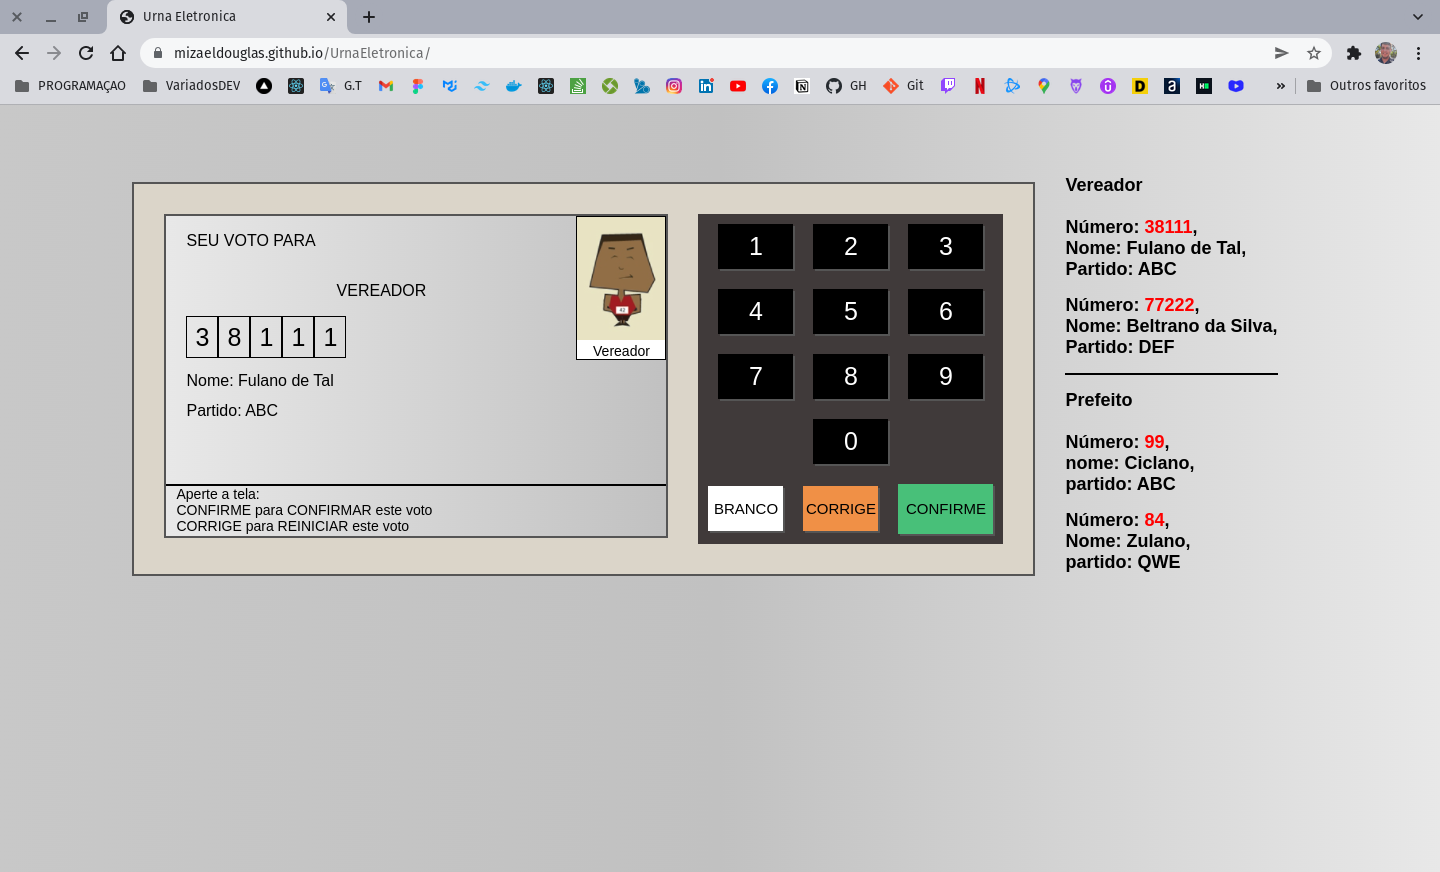 Urna Eletronica
mizaeldouglas.github.io/UrnaEletronica/
PROGRAMAÇAO
VariadosDEV
G.T
GH
Git
Outros favoritos
SEU VOTO PARA
VEREADOR
3 8 1 1 1
Nome: Fulano de Tal
Partido: ABC
Vereador
Aperte a tela:
CONFIRME para CONFIRMAR este voto
CORRIGE para REINICIAR este voto
1 2 3
4 5 6
7 8 9
0
BRANCO CORRIGE CONFIRME
Vereador
Número: 38111,
Nome: Fulano de Tal,
Partido: ABC
Número: 77222,
Nome: Beltrano da Silva,
Partido: DEF
Prefeito
Número: 99,
nome: Ciclano,
partido: ABC
Número: 84,
Nome: Zulano,
partido: QWE